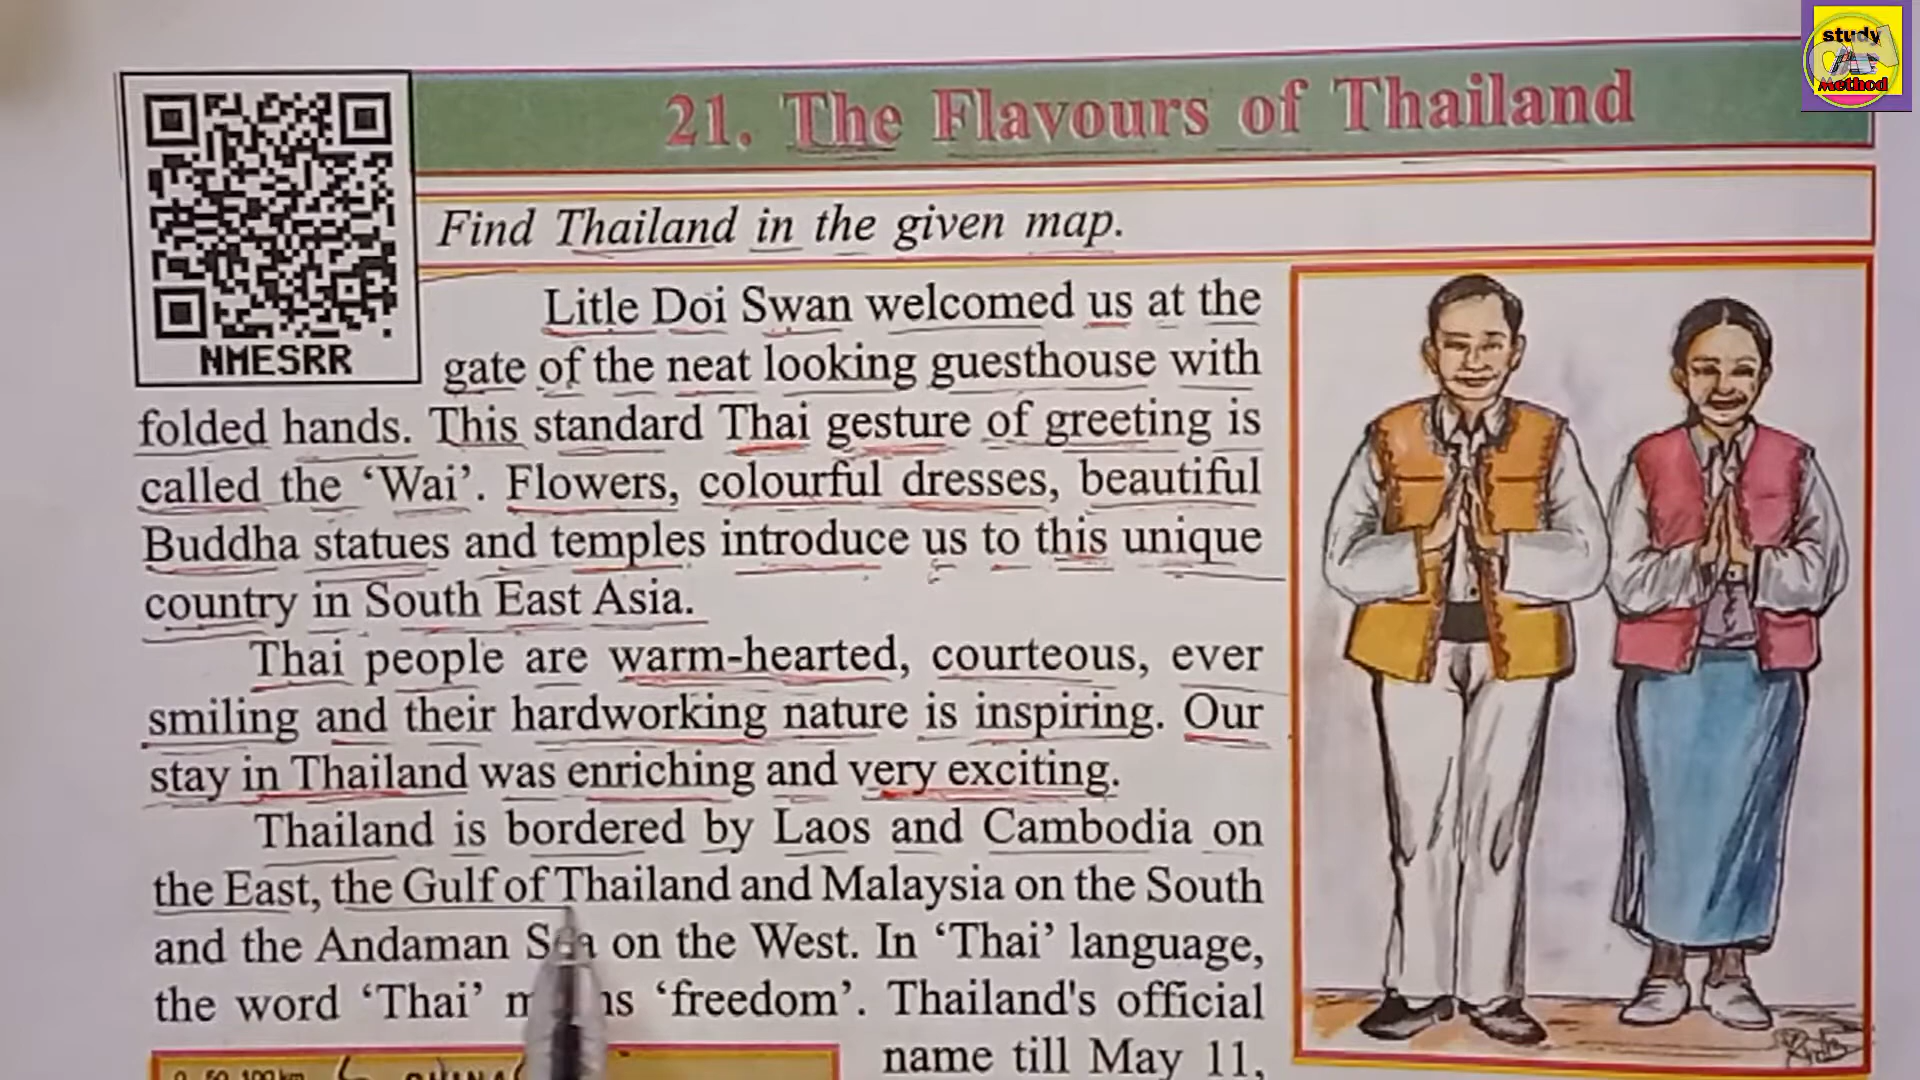 study
Method
21. The Flavours of Thailand
NMESRR
Find Thailand in the given map.
Litle Doi Swan welcomed us at the
gate of the neat looking guesthouse with
folded hands. This standard Thai gesture of greeting is
called the ‘Wai’. Flowers, colourful dresses, beautiful
Buddha statues and temples introduce us to this unique
country in South East Asia.
Thai people are warm-hearted, courteous, ever
smiling and their hardworking nature is inspiring. Our
stay in Thailand was enriching and very exciting.
Thailand is bordered by Laos and Cambodia on
the East, the Gulf of Thailand and Malaysia on the South
and the Andaman Sea on the West. In ‘Thai’ language,
the word ‘Thai’ ‘freedom’. Thailand's official
name till May 11,
0 50 100 km